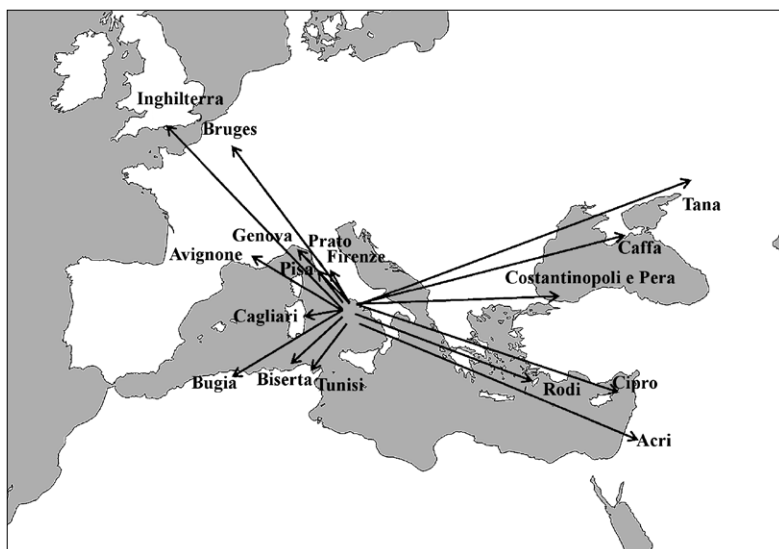 Inghilterra
Bruges
Tana
Genova
Prato
Caffa
Avignone
Firenze
Pisa
Costantinopoli e Pera
Cagliari
Bugia
Biserta
Tunisi
Rodi
Cipro
Acri